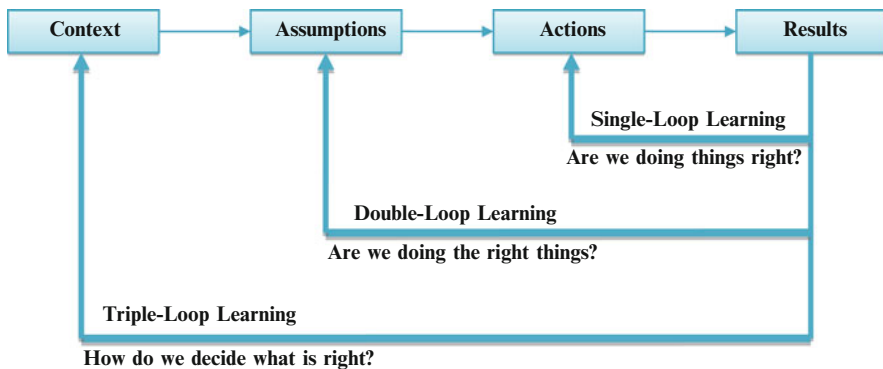 Context
Assumptions
Actions
Results
Single-Loop Learning
Are we doing things right?
Double-Loop Learning
Are we doing the right things?
Triple-Loop Learning
How do we decide what is right?